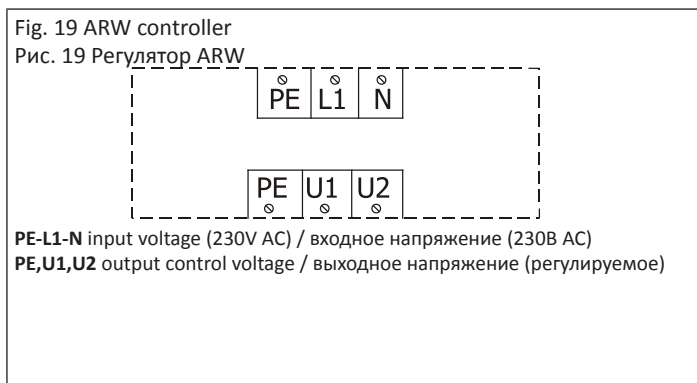 Fig. 19 ARW controller
Рис. 19 Регулятор ARW
PE L1 N
PE U1 U2
PE-L1-N input voltage (230V AC) / входное напряжение (230В AC)
PE,U1,U2 output control voltage / выходное напряжение (регулируемое)